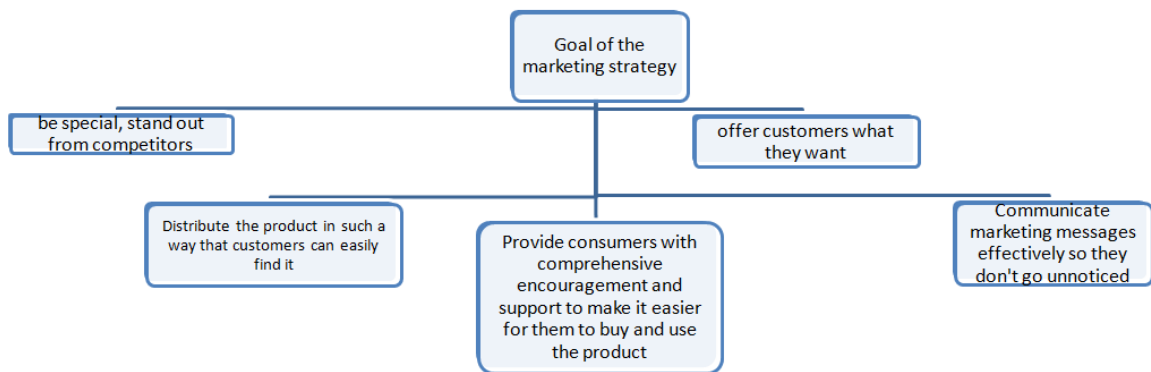 Goal of the
marketing strategy
be special, stand out
from competitors
offer customers what
they want
Distribute the product in such a
way that customers can easily
find it
Provide consumers with
comprehensive
encouragement and
support to make it easier
for them to buy and use
the product
Communicate
marketing messages
effectively so they
don't go unnoticed